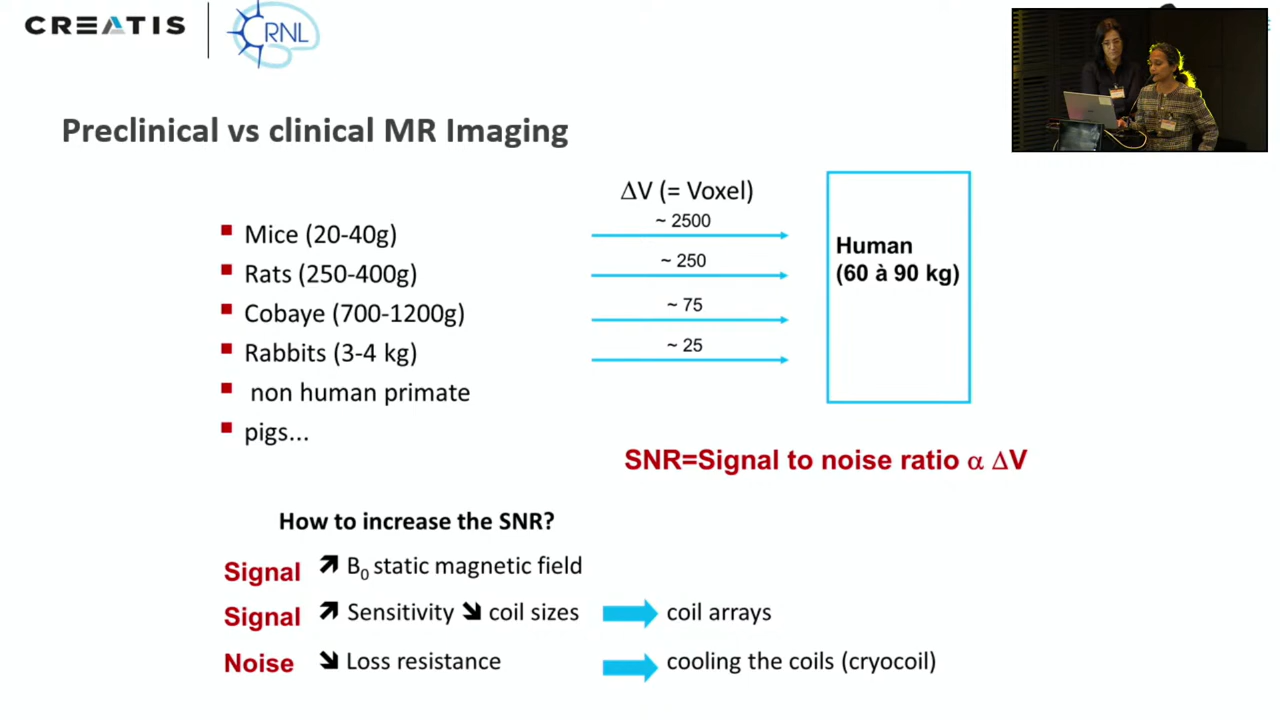 CREATIS
CRNL
Preclinical vs clinical MR Imaging
ΔV (= Voxel)
Mice (20-40g)
~ 2500
Rats (250-400g)
~ 250
Cobaye (700-1200g)
~ 75
Rabbits (3-4 kg)
~ 25
non human primate
pigs...
Human
(60 à 90 kg)
SNR=Signal to noise ratio α ΔV
How to increase the SNR?
Signal ↗ B₀ static magnetic field
Signal ↗ Sensitivity ↘ coil sizes coil arrays
Noise ↘ Loss resistance cooling the coils (cryocoil)